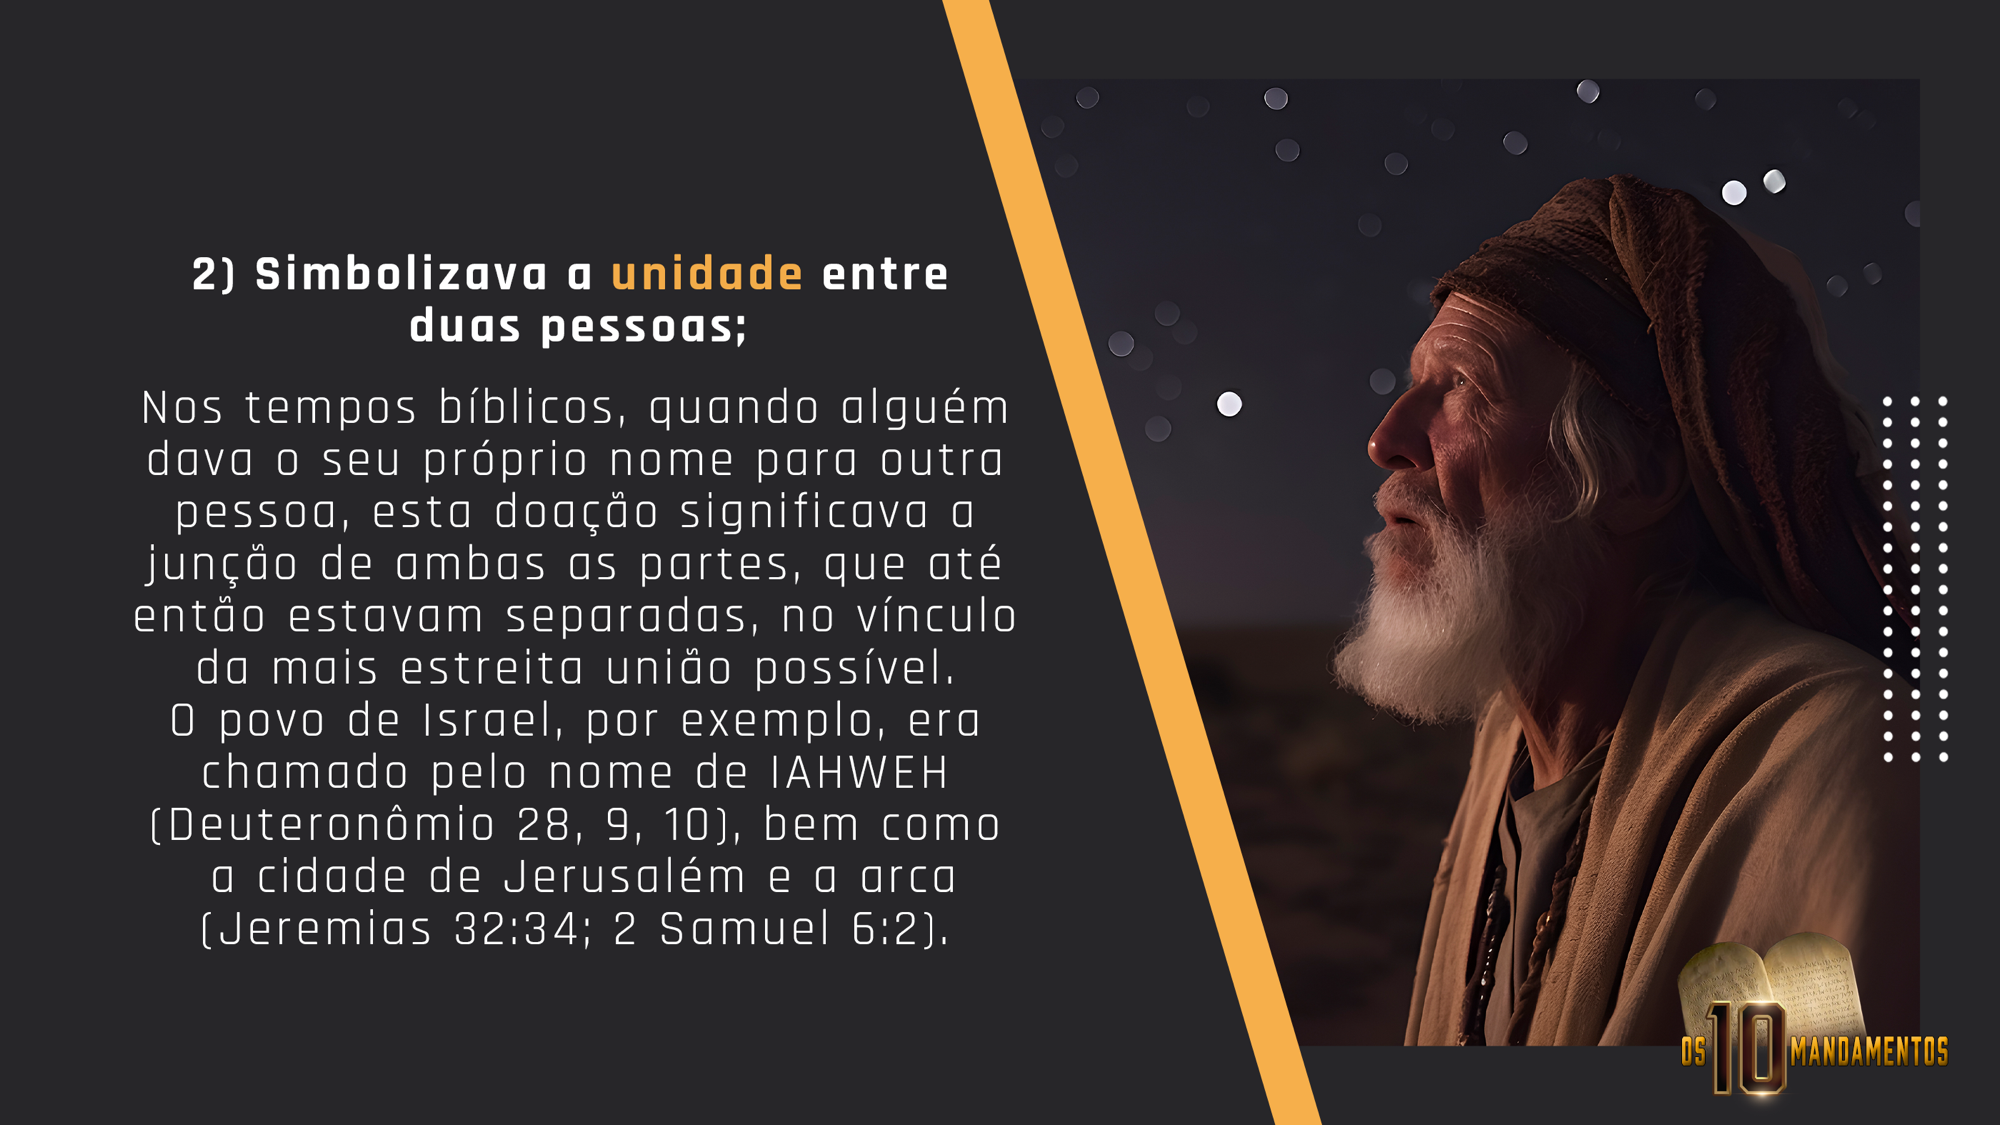 2) Simbolizava a unidade entre
duas pessoas;
Nos tempos bíblicos, quando alguém
dava o seu próprio nome para outra
pessoa, esta doação significava a
junção de ambas as partes, que até
então estavam separadas, no vínculo
da mais estreita união possível.
O povo de Israel, por exemplo, era
chamado pelo nome de IAHWEH
(Deuteronômio 28, 9, 10), bem como
a cidade de Jerusalém e a arca
(Jeremias 32:34; 2 Samuel 6:2).
OS 10 MANDAMENTOS